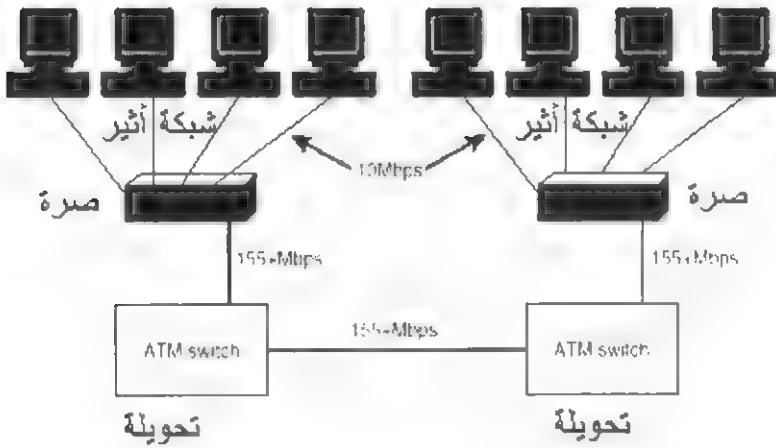 شبكة أثير
شبكة أثير
10Mbps
صرة
صرة
155+Mbps
155+Mbps
155+Mbps
ATM switch
ATM switch
تحويلة
تحويلة